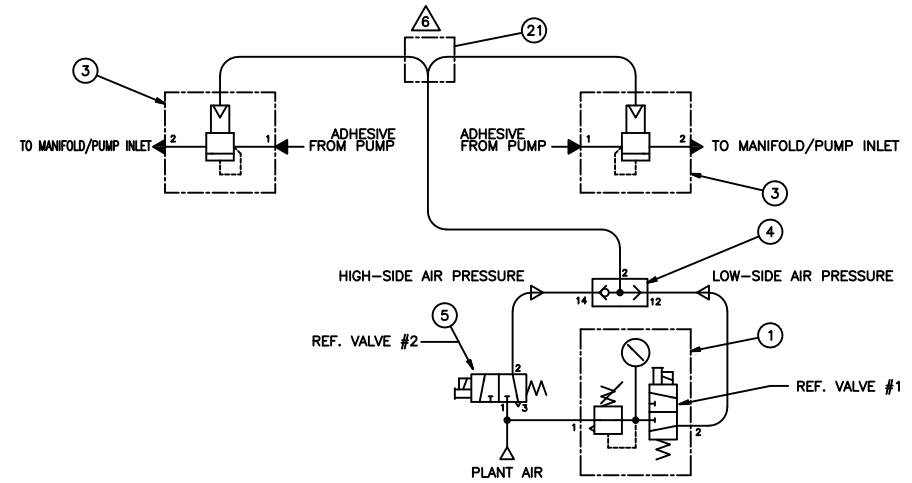 6
21
3
3
2
1
ADHESIVE
FROM PUMP
TO MANIFOLD/PUMP INLET
ADHESIVE
FROM PUMP
1
2
TO MANIFOLD/PUMP INLET
4
HIGH-SIDE AIR PRESSURE
2
LOW-SIDE AIR PRESSURE
14
12
5
1
REF. VALVE #2
2
1
3
REF. VALVE #1
1
2
PLANT AIR